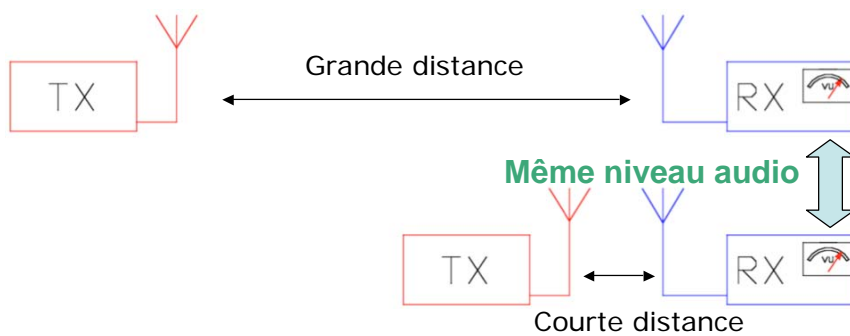 Grande distance
TX
RX
VU
Même niveau audio
TX
RX
VU
Courte distance